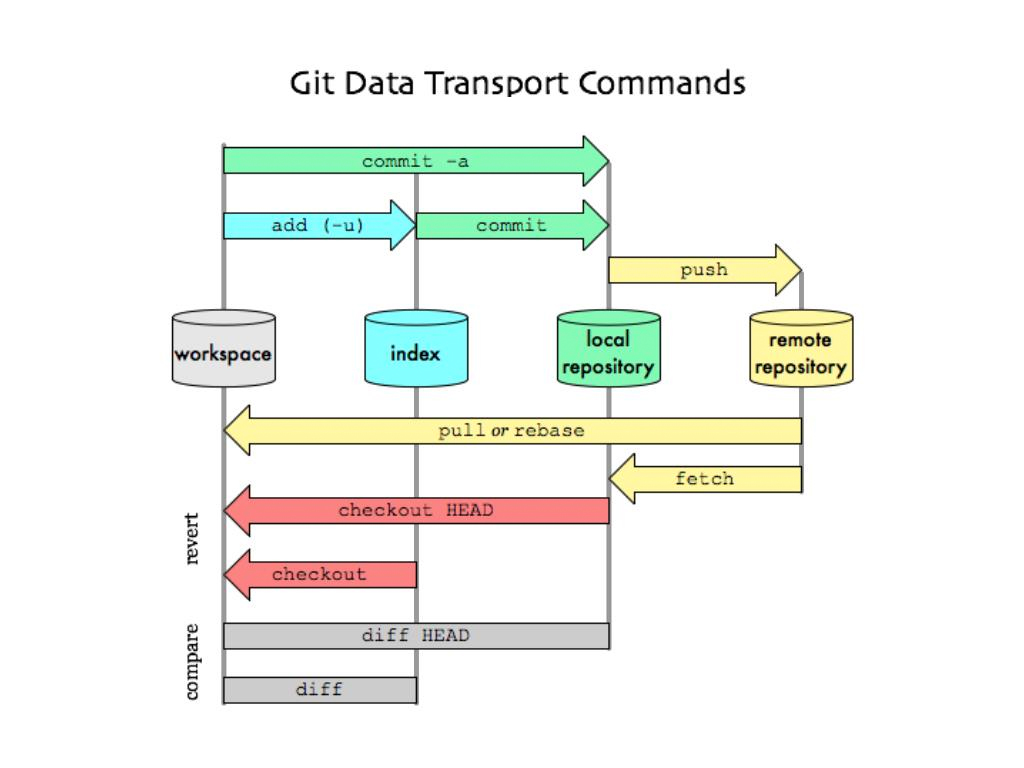 Git Data Transport Commands
commit -a
add (-u)
commit
push
workspace
index
local
repository
remote
repository
pull or rebase
fetch
revert
checkout HEAD
checkout
compare
diff HEAD
diff